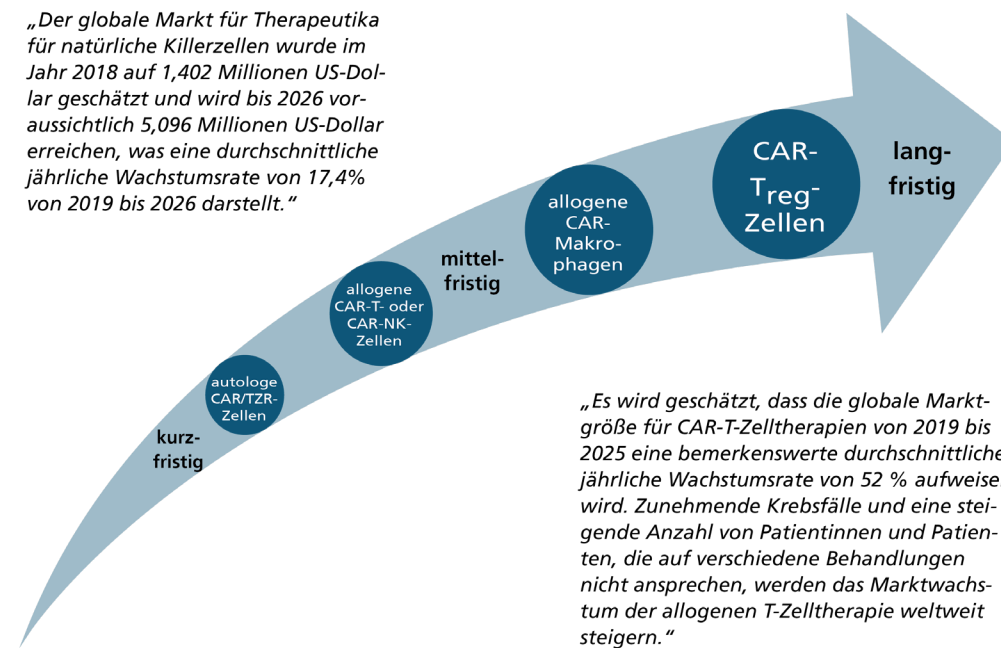 „Der globale Markt für Therapeutika
für natürliche Killerzellen wurde im
Jahr 2018 auf 1,402 Millionen US-Dol-
lar geschätzt und wird bis 2026 vor-
aussichtlich 5,096 Millionen US-Dollar
erreichen, was eine durchschnittliche
jährliche Wachstumsrate von 17,4%
von 2019 bis 2026 darstellt.“
kurz-
fristig
autologe
CAR/TZR-
Zellen
allogene
CAR-T- oder
CAR-NK-
Zellen
mittel-
fristig
allogene
CAR-
Makro-
phagen
CAR-
Treg-
Zellen
lang-
fristig
„Es wird geschätzt, dass die globale Markt-
größe für CAR-T-Zelltherapien von 2019 bis
2025 eine bemerkenswerte durchschnittliche
jährliche Wachstumsrate von 52 % aufweise
wird. Zunehmende Krebsfälle und eine stei-
gende Anzahl von Patientinnen und Patien-
ten, die auf verschiedene Behandlungen
nicht ansprechen, werden das Marktwachs-
tum der allogenen T-Zelltherapie weltweit
steigern.“